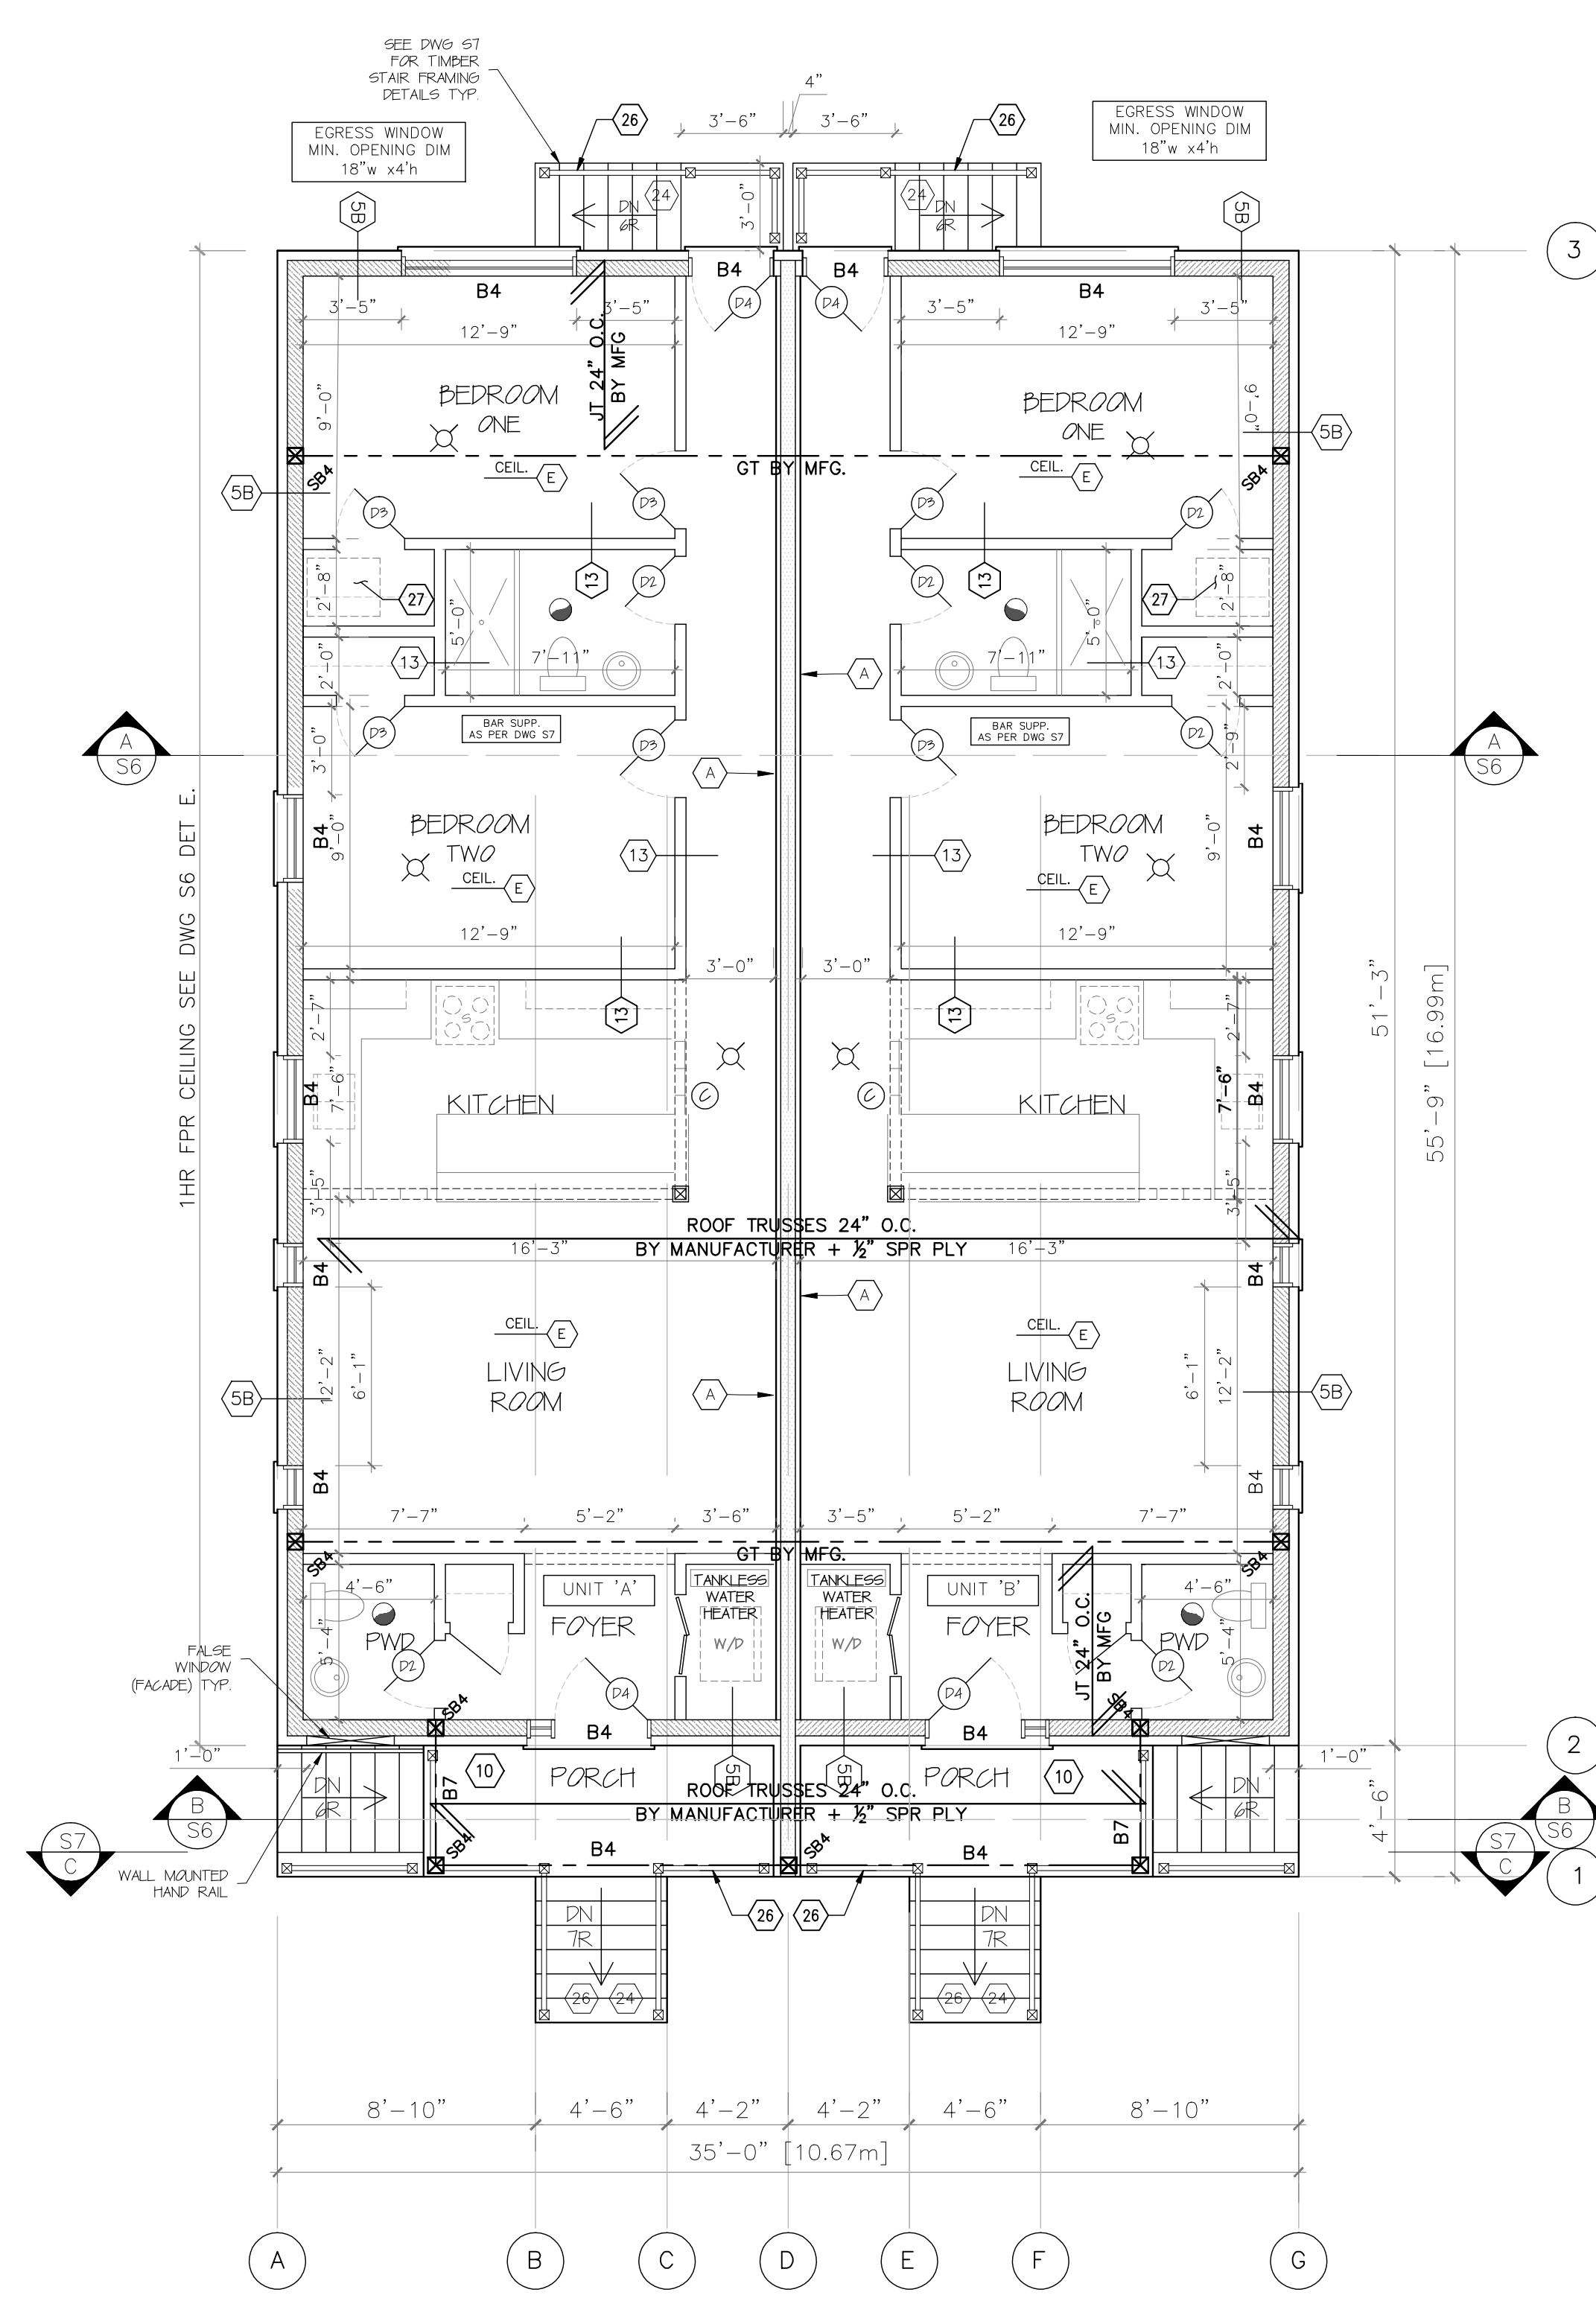 SEE DWG S7
FOR TIMBER
STAIR FRAMING
DETAILS TYP.
4"
26
3'-6"
3'-6"
26
EGRESS WINDOW
MIN. OPENING DIM
18"w x4'h
EGRESS WINDOW
MIN. OPENING DIM
18"w x4'h
5B
24
DN
6R
3'-0"
24
DN
6R
5B
3
B4
B4
B4
B4
D4
D4
3'-5"
3'-5"
12'-9"
3'-5"
3'-5"
12'-9"
JT 24" O.C.
BY MFG
9'-0"
BEDROOM
ONE
BEDROOM
ONE
9'-0"
5B
GT BY MFG.
SB4
CEIL.
E
CEIL.
E
SB4
5B
D3
D3
D3
D2
2'-8"
27
13
D2
D2
13
27
2'-8"
5'-0"
5'-0"
2'-0"
13
7'-11"
A
7'-11"
13
2'-0"
D3
BAR SUPP.
AS PER DWG S7
D3
D3
BAR SUPP.
AS PER DWG S7
D2
A
S6
3'-0"
A
2'-9"
A
S6
1HR FPR CEILING SEE DWG S6 DET E.
B4
9'-0"
BEDROOM
TWO
13
13
BEDROOM
TWO
9'-0"
B4
CEIL.
E
CEIL.
E
12'-9"
12'-9"
3'-0"
3'-0"
51'-3"
55'-9" [16.99m]
2'-7"
S
13
13
S
2'-7"
B4
7'-6"
KITCHEN
C
C
KITCHEN
7'-6"
B4
3'-5"
3'-5"
ROOF TRUSSES 24" O.C.
BY MANUFACTURER + ½" SPR PLY
16'-3"
16'-3"
B4
B4
A
CEIL.
E
CEIL.
E
5B
12'-2"
6'-1"
LIVING
ROOM
A
LIVING
ROOM
6'-1"
12'-2"
5B
B4
B4
7'-7"
5'-2"
3'-6"
3'-5"
5'-2"
7'-7"
GT BY MFG.
SB4
SB4
4'-6"
UNIT 'A'
FOYER
TANKLESS
WATER
HEATER
W/D
TANKLESS
WATER
HEATER
W/D
UNIT 'B'
FOYER
JT 24" O.C.
BY MFG
4'-6"
5'-4"
PWD
D2
D4
D4
PWD
D2
5'-4"
FALSE
WINDOW
(FACADE) TYP.
SB4
B4
B4
SB4
2
1'-0"
DN
6R
10
PORCH
5B
5B
PORCH
10
DN
6R
1'-0"
B7
ROOF TRUSSES 24" O.C.
BY MANUFACTURER + ½" SPR PLY
B7
B
S6
B
S6
4'-6"
S7
C
SB4
B4
SB4
B4
S7
C
1
WALL MOUNTED
HAND RAIL
26
26
DN
7R
DN
7R
26
24
26
24
8'-10"
4'-6"
4'-2"
4'-2"
4'-6"
8'-10"
35'-0" [10.67m]
A
B
C
D
E
F
G